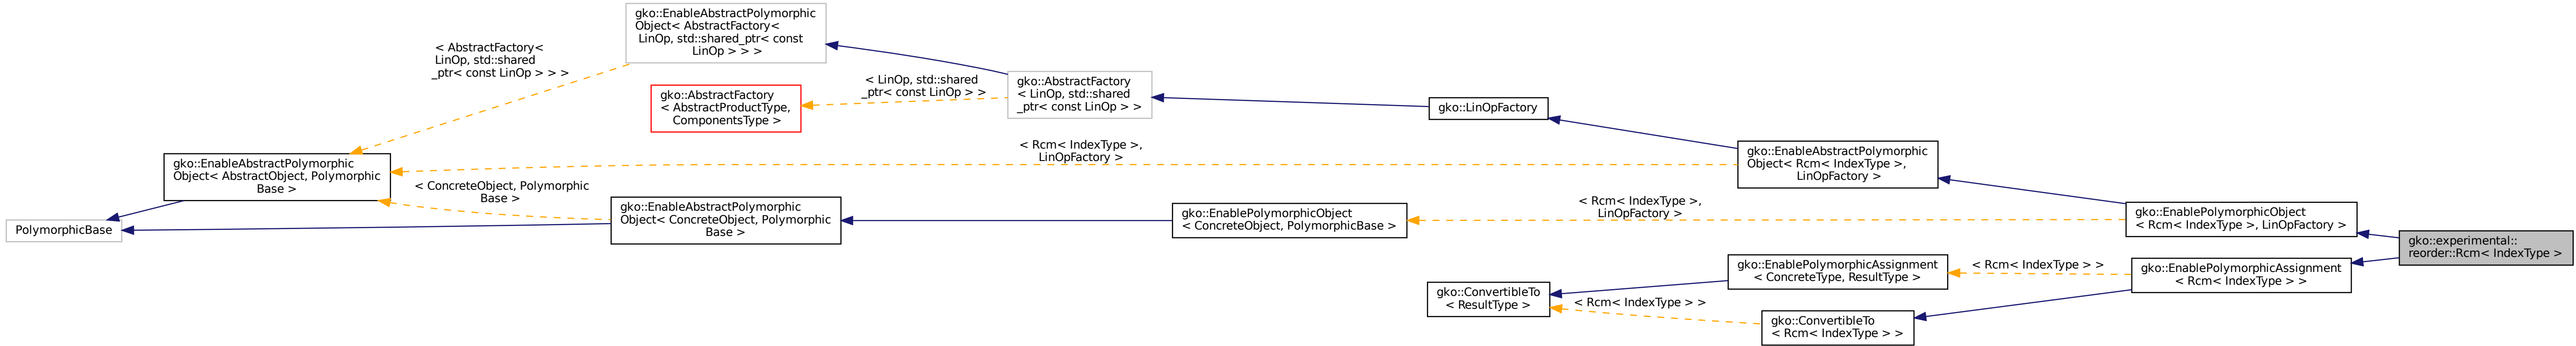 gko::EnableAbstractPolymorphic
Object< AbstractFactory<
LinOp, std::shared_ptr< const
LinOp > > >
< AbstractFactory<
LinOp, std::shared
_ptr< const LinOp > > >
gko::AbstractFactory
< AbstractProductType,
ComponentsType >
< LinOp, std::shared
_ptr< const LinOp > >
gko::AbstractFactory
< LinOp, std::shared
_ptr< const LinOp > >
gko::LinOpFactory
gko::EnableAbstractPolymorphic
Object< AbstractObject, Polymorphic
Base >
< Rcm< IndexType >,
LinOpFactory >
gko::EnableAbstractPolymorphic
Object< Rcm< IndexType >,
LinOpFactory >
PolymorphicBase
< ConcreteObject, Polymorphic
Base >
gko::EnableAbstractPolymorphic
Object< ConcreteObject, Polymorphic
Base >
gko::EnablePolymorphicObject
< ConcreteObject, PolymorphicBase >
< Rcm< IndexType >,
LinOpFactory >
gko::EnablePolymorphicObject
< Rcm< IndexType >, LinOpFactory >
gko::experimental::
reorder::Rcm< IndexType >
gko::ConvertibleTo
< ResultType >
gko::EnablePolymorphicAssignment
< ConcreteType, ResultType >
< Rcm< IndexType > >
gko::EnablePolymorphicAssignment
< Rcm< IndexType > >
< Rcm< IndexType > >
gko::ConvertibleTo
< Rcm< IndexType > >